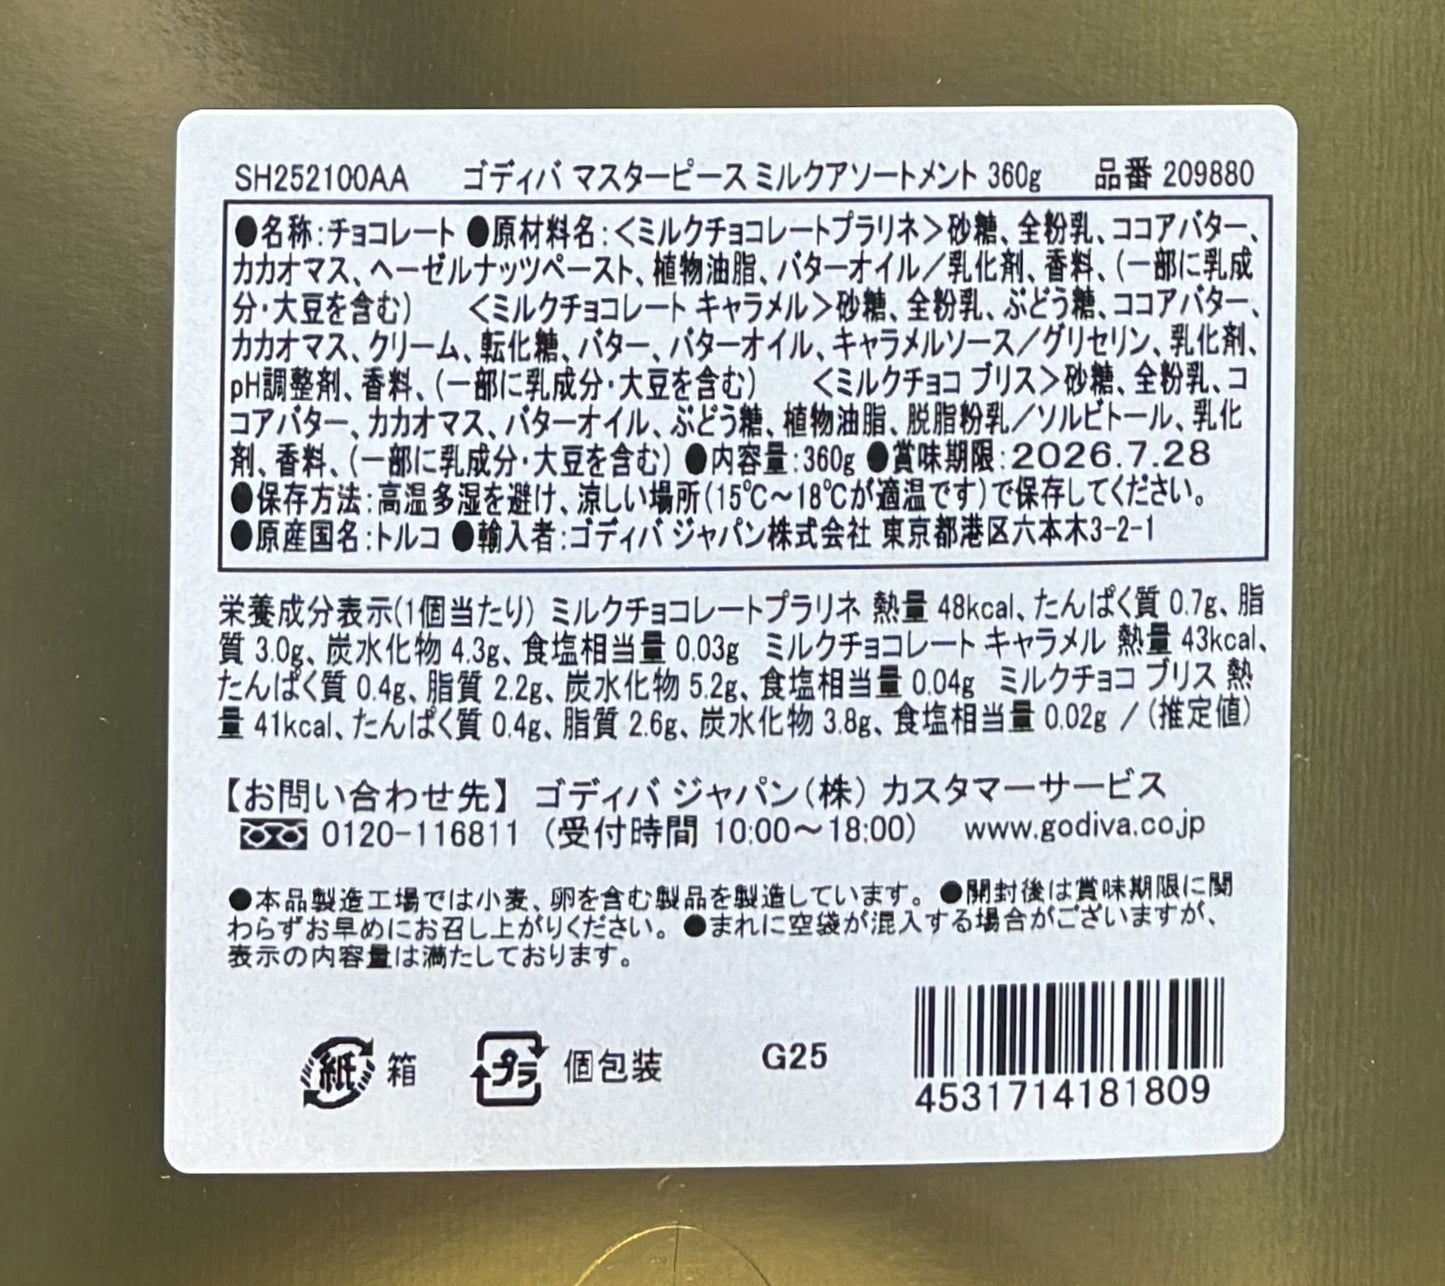 SH252100AA ゴディバ マスターピース ミルクアソートメント 360g 品番 209880
●名称:チョコレート ●原材料名:＜ミルクチョコレートプラリネ＞砂糖、全粉乳、ココアバター、
カカオマス、ヘーゼルナッツペースト、植物油脂、バターオイル／乳化剤、香料、(一部に乳成
分・大豆を含む) ＜ミルクチョコレート キャラメル＞砂糖、全粉乳、ぶどう糖、ココアバター、
カカオマス、クリーム、転化糖、バター、バターオイル、キャラメルソース／グリセリン、乳化剤、
pH調整剤、香料、(一部に乳成分・大豆を含む) ＜ミルクチョコ ブリス＞砂糖、全粉乳、コ
コアバター、カカオマス、バターオイル、ぶどう糖、植物油脂、脱脂粉乳／ソルビトール、乳化
剤、香料、(一部に乳成分・大豆を含む) ●内容量:360g ●賞味期限:2026.7.28
●保存方法:高温多湿を避け、涼しい場所(15℃～18℃が適温です)で保存してください。
●原産国名:トルコ ●輸入者:ゴディバ ジャパン株式会社 東京都港区六本木3-2-1
栄養成分表示(1個当たり) ミルクチョコレートプラリネ 熱量 48kcal、たんぱく質 0.7g、脂
質 3.0g、炭水化物 4.3g、食塩相当量 0.03g ミルクチョコレート キャラメル 熱量 43kcal、
たんぱく質 0.4g、脂質 2.2g、炭水化物 5.2g、食塩相当量 0.04g ミルクチョコ ブリス 熱
量 41kcal、たんぱく質 0.4g、脂質 2.6g、炭水化物 3.8g、食塩相当量 0.02g ／(推定値)
【お問い合わせ先】 ゴディバ ジャパン(株) カスタマーサービス
0120-116811 (受付時間 10:00～18:00) www.godiva.co.jp
●本品製造工場では小麦、卵を含む製品を製造しています。●開封後は賞味期限に関
わらずお早めにお召し上がりください。●まれに空袋が混入する場合がございますが、
表示の内容量は満たしております。
紙 箱 プラ 個包装 G25
4531714181809